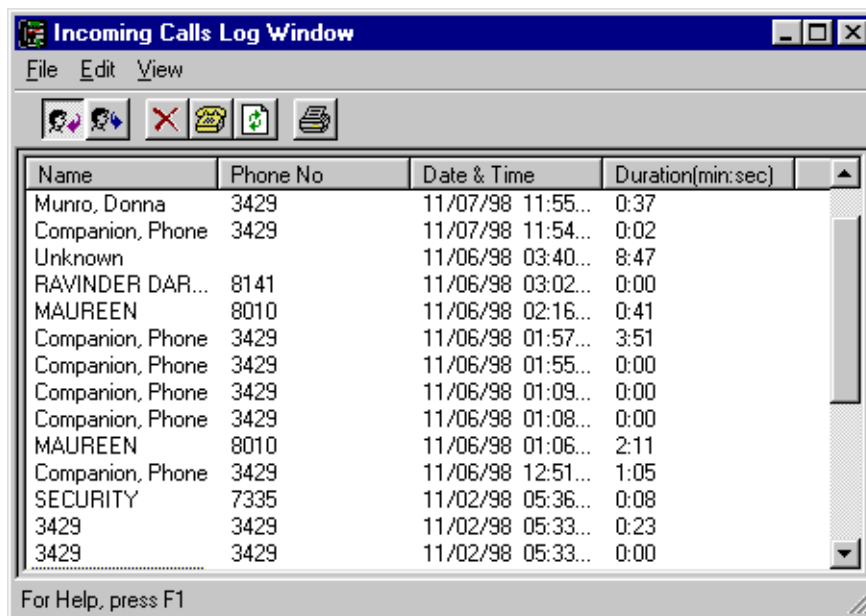 Incoming Calls Log Window
File Edit View
Name Phone No Date & Time Duration(min:sec)
Munro, Donna 3429 11/07/98 11:55... 0:37
Companion, Phone 3429 11/07/98 11:54... 0:02
Unknown 11/06/98 03:40... 8:47
RAVINDER DAR... 8141 11/06/98 03:02... 0:00
MAUREEN 8010 11/06/98 02:16... 0:41
Companion, Phone 3429 11/06/98 01:57... 3:51
Companion, Phone 3429 11/06/98 01:55... 0:00
Companion, Phone 3429 11/06/98 01:09... 0:00
Companion, Phone 3429 11/06/98 01:08... 0:00
MAUREEN 8010 11/06/98 01:06... 2:11
Companion, Phone 3429 11/06/98 12:51... 1:05
SECURITY 7335 11/02/98 05:36... 0:08
3429 3429 11/02/98 05:33... 0:23
3429 3429 11/02/98 05:33... 0:00
For Help, press F1